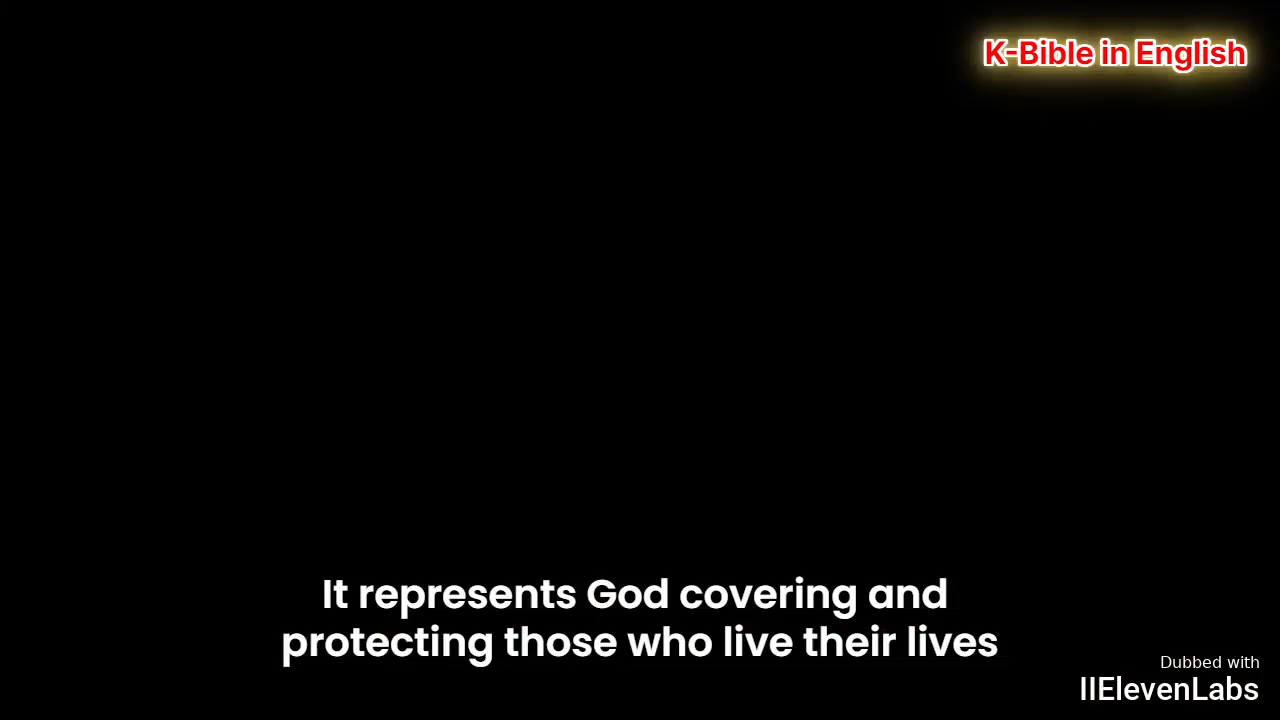 K-Bible in English
It represents God covering and
protecting those who live their lives
Dubbed with
IIElevenLabs